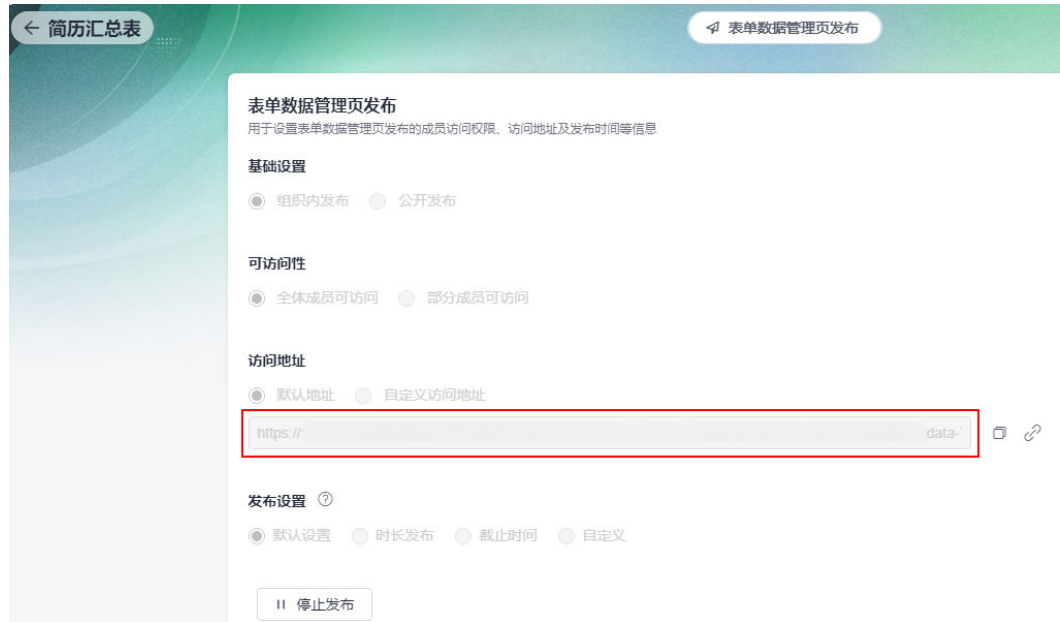 简历汇总表
表单数据管理页发布
表单数据管理页发布
用于设置表单数据管理页发布的成员访问权限、访问地址及发布时间等信息
基础设置
组织内发布 公开发布
可访问性
全体成员可访问 部分成员可访问
访问地址
默认地址 自定义访问地址
https:// data-
发布设置
默认设置 时长发布 截止时间 自定义
停止发布